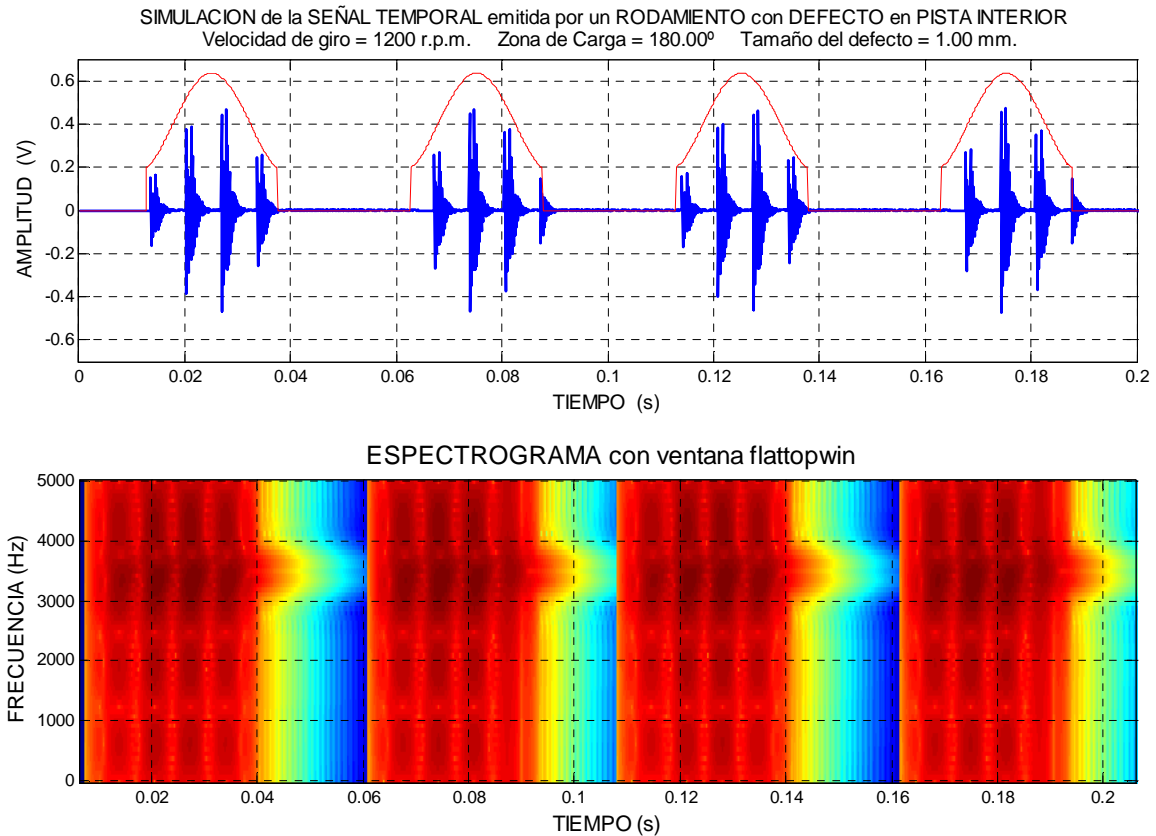 SIMULACION de la SEÑAL TEMPORAL emitida por un RODAMIENTO con DEFECTO en PISTA INTERIOR
Velocidad de giro = 1200 r.p.m. Zona de Carga = 180.00º Tamaño del defecto = 1.00 mm.
AMPLITUD (V)
0.6
0.4
0.2
0
-0.2
-0.4
-0.6
0 0.02 0.04 0.06 0.08 0.1 0.12 0.14 0.16 0.18 0.2
TIEMPO (s)
ESPECTROGRAMA con ventana flattopwin
FRECUENCIA (Hz)
5000
4000
3000
2000
1000
0
0.02 0.04 0.06 0.08 0.1 0.12 0.14 0.16 0.18 0.2
TIEMPO (s)